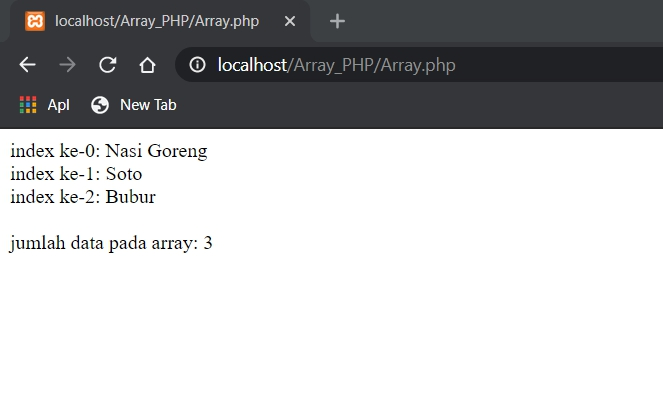 localhost/Array_PHP/Array.php
localhost/Array_PHP/Array.php
Apl New Tab
index ke-0: Nasi Goreng
index ke-1: Soto
index ke-2: Bubur
jumlah data pada array: 3